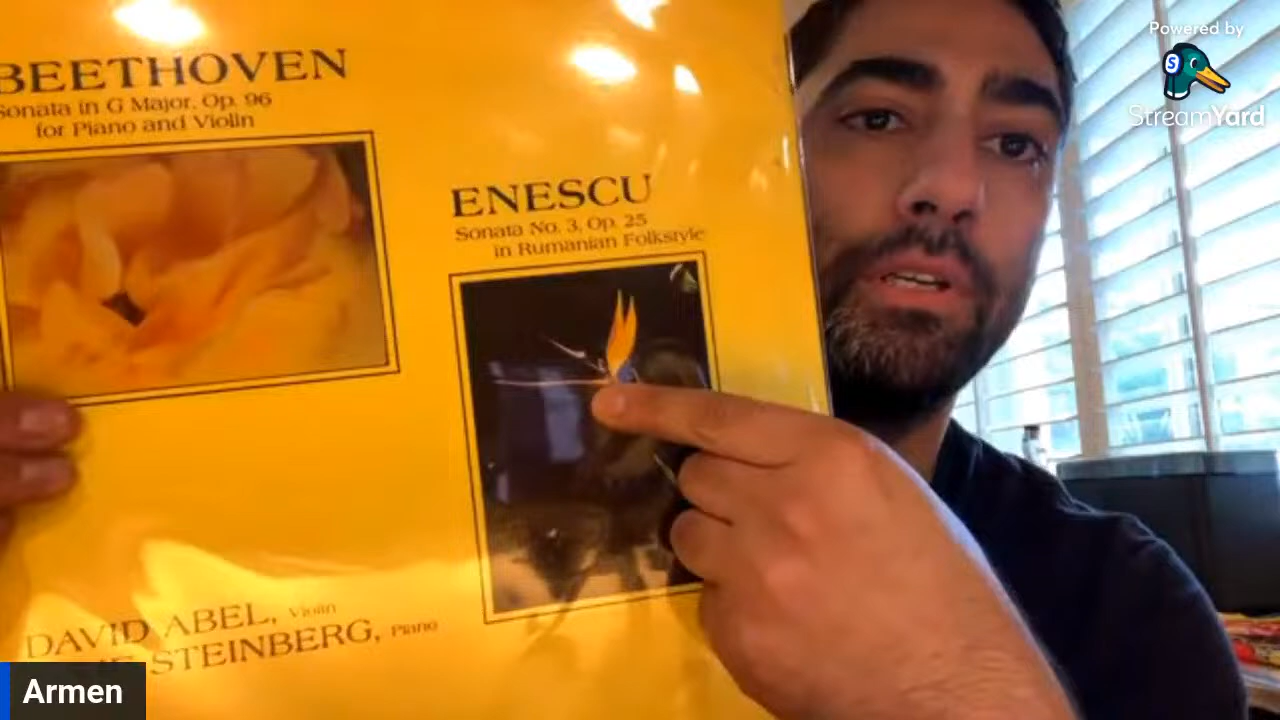 BEETHOVEN
Sonata in G Major, Op. 96
for Piano and Violin
ENESCU
Sonata No. 3, Op. 25
in Rumanian Folkstyle
DAVID ABEL, Violin
STEINBERG, Piano
Armen
Powered by
S
StreamYard